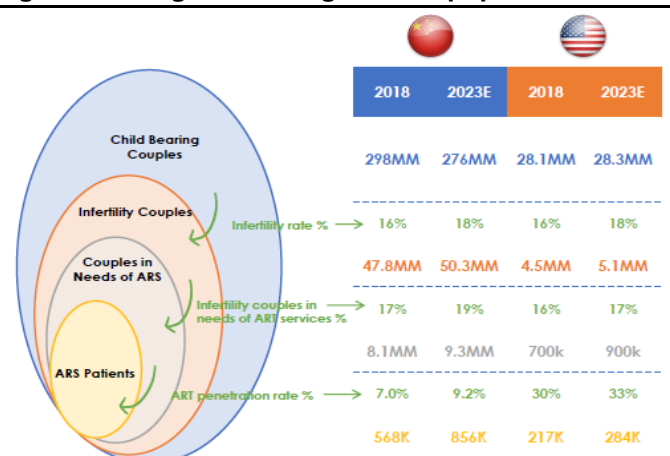 2018 2023E 2018 2023E
Child Bearing
Couples
298MM 276MM 28.1MM 28.3MM
Infertility Couples
Infertility rate % 16% 18% 16% 18%
Couples in
Needs of ARS
47.8MM 50.3MM 4.5MM 5.1MM
Infertility couples in
needs of ART services % 17% 19% 16% 17%
8.1MM 9.3MM 700k 900k
ARS Patients
ART penetration rate % 7.0% 9.2% 30% 33%
568K 856K 217K 284K